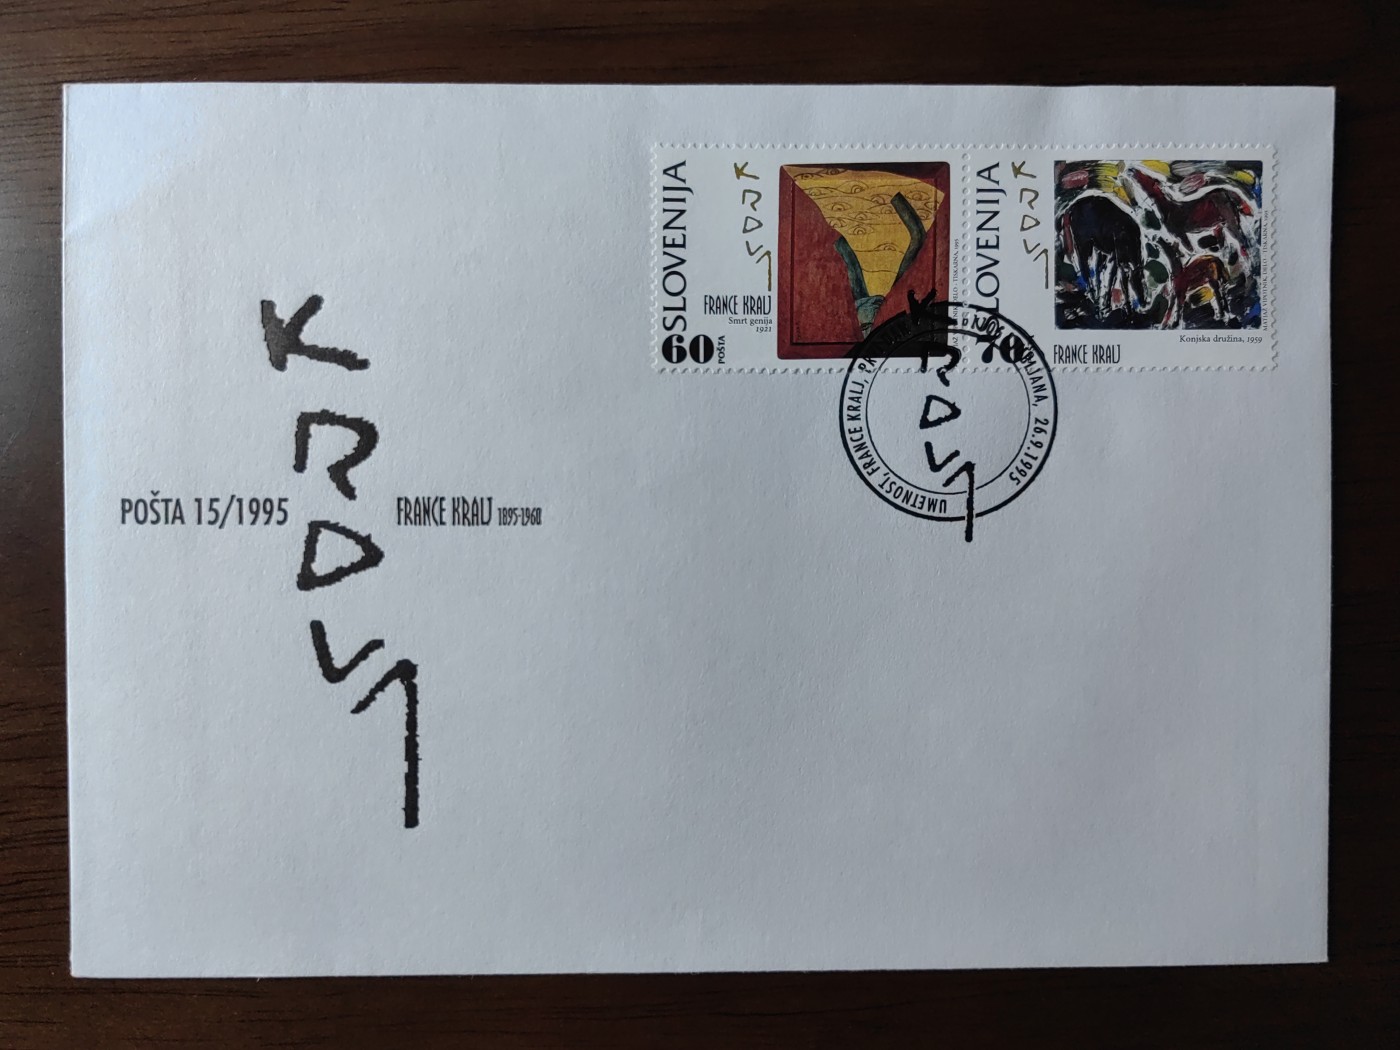 SLOVENIJA
60
POŠTA
KRALJ
FRANCE KRALJ
Smrt genija
1921
SLOVENIJA
70
KRALJ
FRANCE KRALJ
Konjska družina, 1959
KRALJ
POŠTA 15/1995
FRANCE KRALJ 1895-1960
KRALJ
UMETNOST, FRANCE KRALJ,
26.9.1995